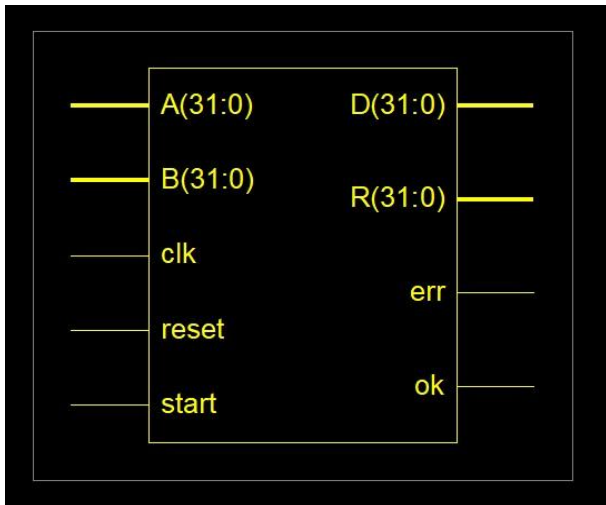 A(31:0)
B(31:0)
clk
reset
start
D(31:0)
R(31:0)
err
ok